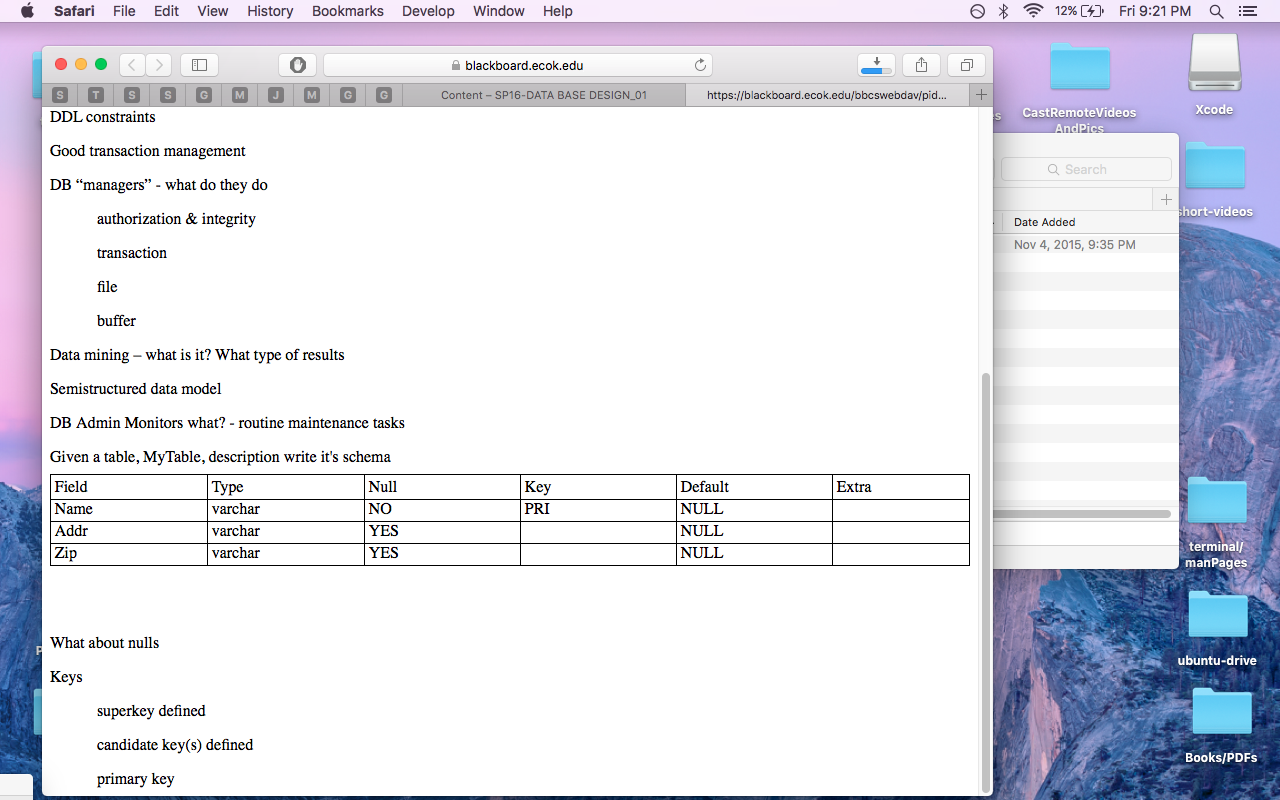 Safari File Edit View History Bookmarks Develop Window Help 12% Fri 9:21 PM
blackboard.ecok.edu
S T S S G M J M G G Content – SP16-DATA BASE DESIGN_01 https://blackboard.ecok.edu/bbcswebdav/pid...
DDL constraints
Good transaction management
DB “managers” - what do they do
authorization & integrity
transaction
file
buffer
Data mining – what is it? What type of results
Semistructured data model
DB Admin Monitors what? - routine maintenance tasks
Given a table, MyTable, description write it's schema
Field Type Null Key Default Extra
Name varchar NO PRI NULL
Addr varchar YES NULL
Zip varchar YES NULL
What about nulls
Keys
superkey defined
candidate key(s) defined
primary key
Search
Date Added
Nov 4, 2015, 9:35 PM
CastRemoteVideos
AndPics
Xcode
short-videos
terminal/
manPages
ubuntu-drive
Books/PDFs